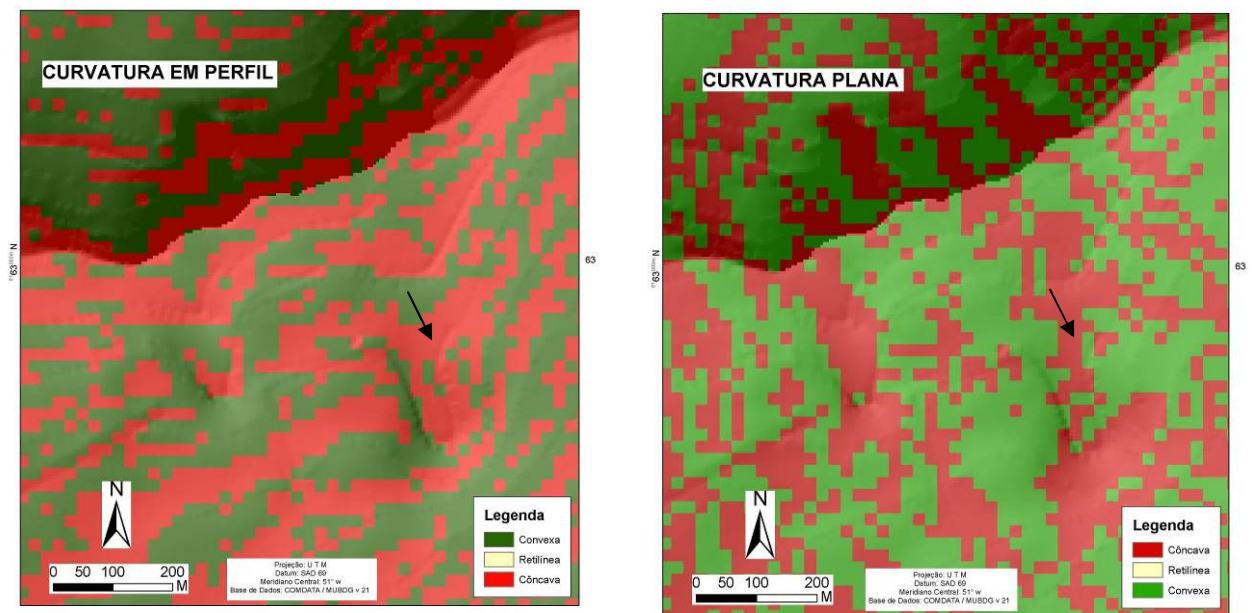 CURVATURA EM PERFIL
63 N
63
N
0 50 100 200
M
Projeção: U T M
Datum: SAD 69
Meridiano Central: 51° w
Base de Dados: COMDATA / MUBDG v 21
Legenda
Convexa
Retilínea
Côncava
CURVATURA PLANA
63 N
63
N
0 50 100 200
M
Projeção: U T M
Datum: SAD 69
Meridiano Central: 51° w
Base de Dados: COMDATA / MUBDG v 21
Legenda
Côncava
Retilínea
Convexa